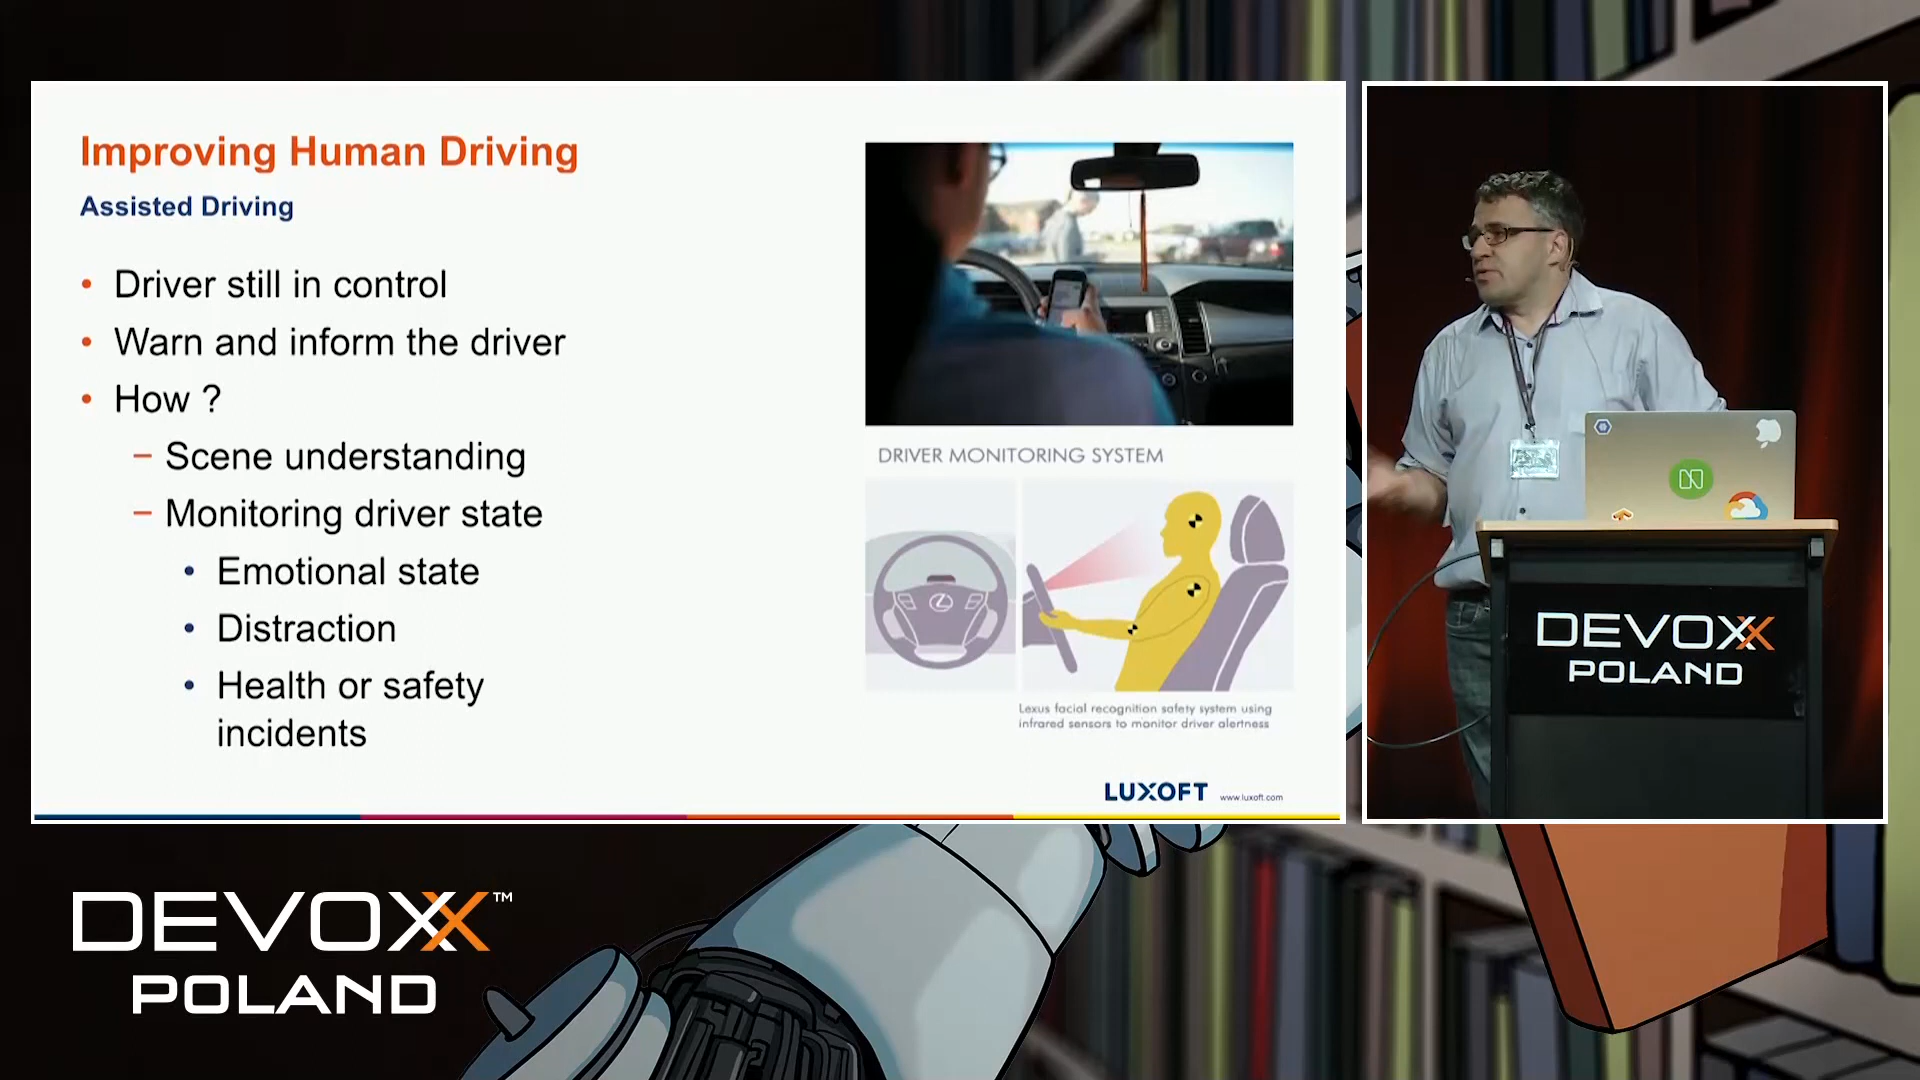 Improving Human Driving
Assisted Driving
• Driver still in control
• Warn and inform the driver
• How ?
– Scene understanding
– Monitoring driver state
• Emotional state
• Distraction
• Health or safety
incidents
DRIVER MONITORING SYSTEM
Lexus facial recognition safety system using
infrared sensors to monitor driver alertness
LUXOFT www.luxoft.com
DEVOXX
POLAND
DEVOXX™
POLAND